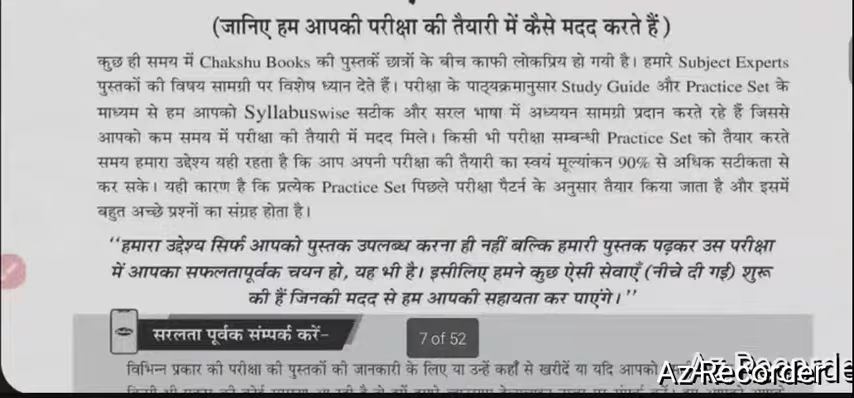 (जानिए हम आपकी परीक्षा की तैयारी में कैसे मदद करते हैं)
कुछ ही समय में Chakshu Books की पुस्तकें छात्रों के बीच काफी लोकप्रिय हो गयी है। हमारे Subject Experts
पुस्तकों की विषय सामग्री पर विशेष ध्यान देते हैं। परीक्षा के पाठ्यक्रमानुसार Study Guide और Practice Set के
माध्यम से हम आपको Syllabuswise सटीक और सरल भाषा में अध्ययन सामग्री प्रदान करते रहे हैं जिससे
आपको कम समय में परीक्षा की तैयारी में मदद मिले। किसी भी परीक्षा सम्बन्धी Practice Set को तैयार करते
समय हमारा उद्देश्य यही रहता है कि आप अपनी परीक्षा की तैयारी का स्वयं मूल्यांकन 90% से अधिक सटीकता से
कर सके। यही कारण है कि प्रत्येक Practice Set पिछले परीक्षा पैटर्न के अनुसार तैयार किया जाता है और इसमें
बहुत अच्छे प्रश्नों का संग्रह होता है।
‘‘हमारा उद्देश्य सिर्फ आपको पुस्तक उपलब्ध करना ही नहीं बल्कि हमारी पुस्तक पढ़कर उस परीक्षा
में आपका सफलतापूर्वक चयन हो, यह भी है। इसीलिए हमने कुछ ऐसी सेवाएँ (नीचे दी गई) शुरू
की हैं जिनकी मदद से हम आपकी सहायता कर पाएंगे।’’
सरलता पूर्वक संम्पर्क करें-
7 of 52
विभिन्न प्रकार की परीक्षा की पुस्तकों की जानकारी के लिए या उन्हें कहाँ से खरीदें या यदि आपको
Az Recorder